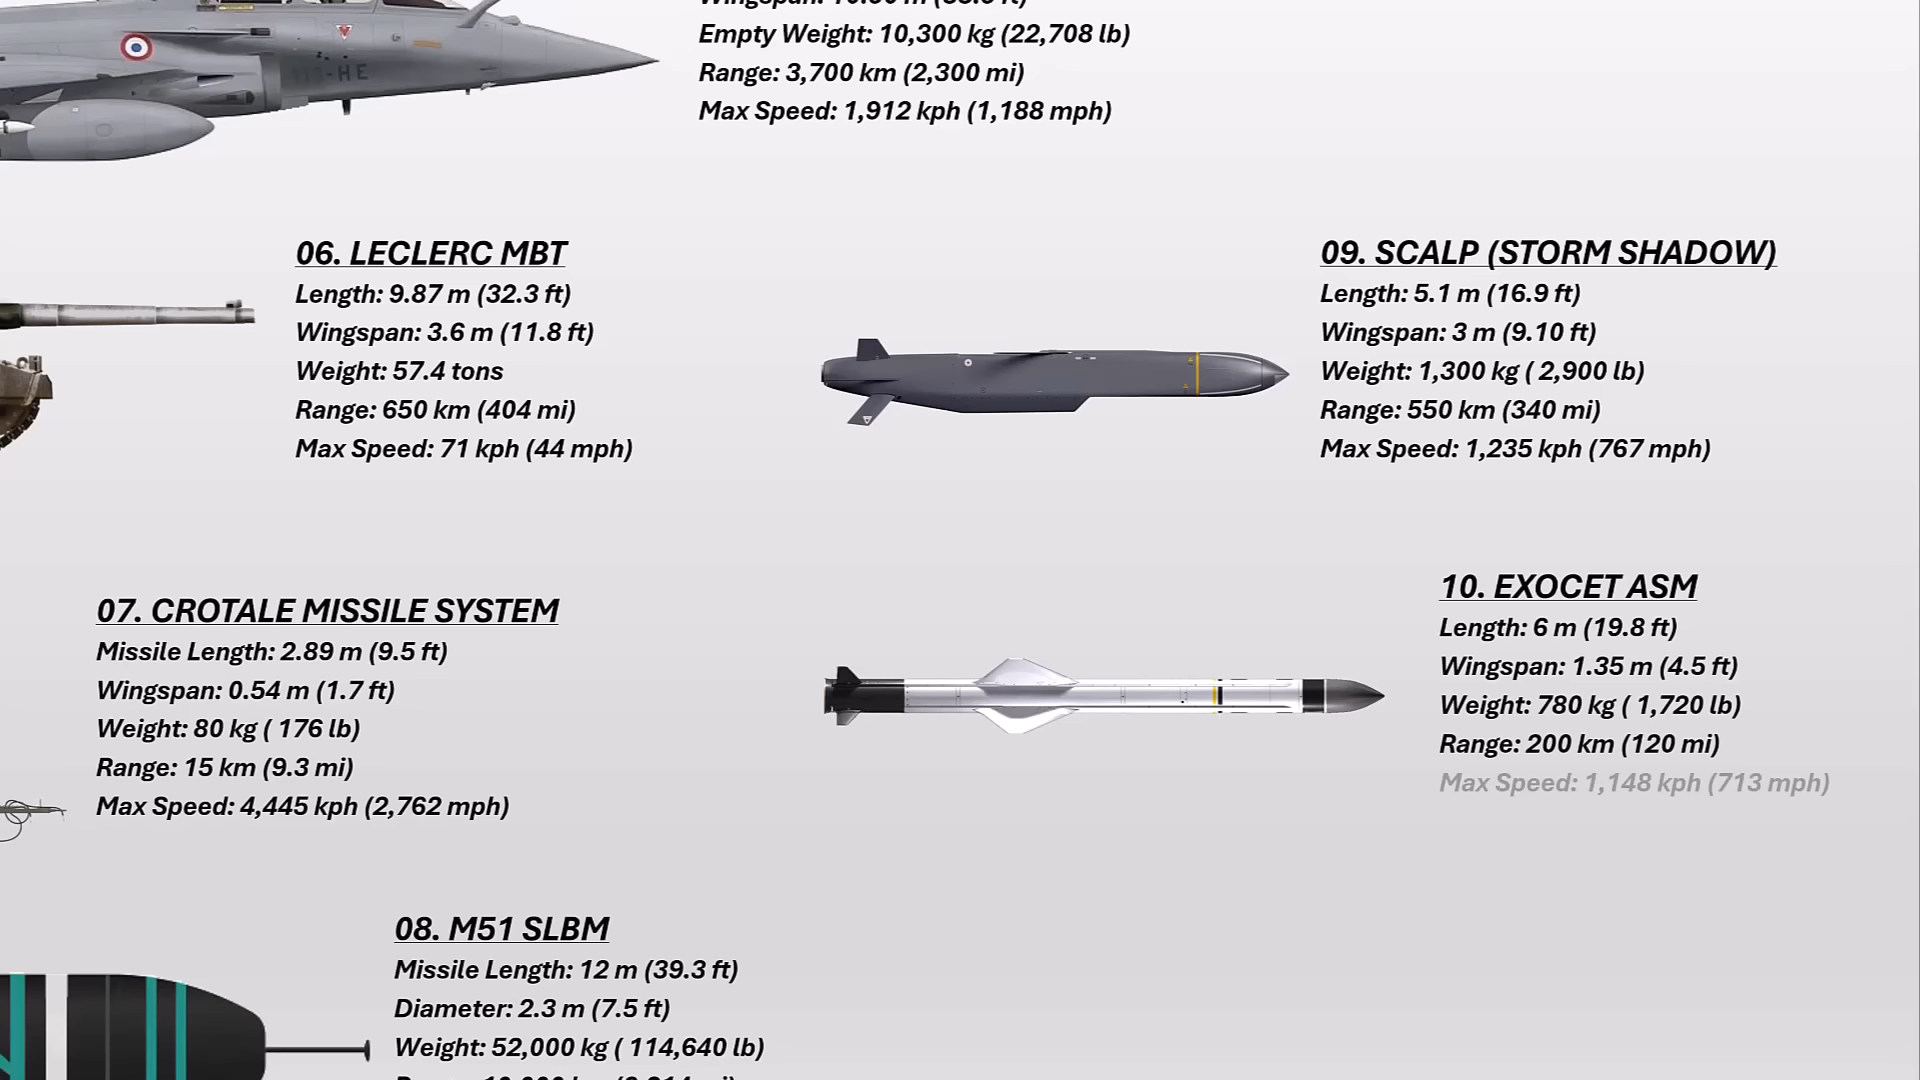 Empty Weight: 10,300 kg (22,708 lb)
Range: 3,700 km (2,300 mi)
Max Speed: 1,912 kph (1,188 mph)
-HE
06. LECLERC MBT
Length: 9.87 m (32.3 ft)
Wingspan: 3.6 m (11.8 ft)
Weight: 57.4 tons
Range: 650 km (404 mi)
Max Speed: 71 kph (44 mph)
09. SCALP (STORM SHADOW)
Length: 5.1 m (16.9 ft)
Wingspan: 3 m (9.10 ft)
Weight: 1,300 kg ( 2,900 lb)
Range: 550 km (340 mi)
Max Speed: 1,235 kph (767 mph)
07. CROTALE MISSILE SYSTEM
Missile Length: 2.89 m (9.5 ft)
Wingspan: 0.54 m (1.7 ft)
Weight: 80 kg ( 176 lb)
Range: 15 km (9.3 mi)
Max Speed: 4,445 kph (2,762 mph)
10. EXOCET ASM
Length: 6 m (19.8 ft)
Wingspan: 1.35 m (4.5 ft)
Weight: 780 kg ( 1,720 lb)
Range: 200 km (120 mi)
Max Speed: 1,148 kph (713 mph)
08. M51 SLBM
Missile Length: 12 m (39.3 ft)
Diameter: 2.3 m (7.5 ft)
Weight: 52,000 kg ( 114,640 lb)